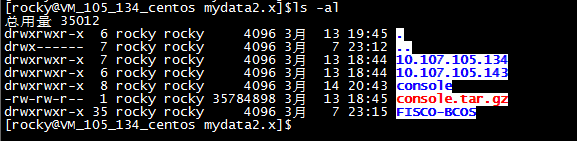 [rocky@VM_105_134_centos mydata2.x]$ls -al
总用量 35012
drwxrwxr-x  6 rocky rocky     4096 3月  13 19:45 .
drwx------  7 rocky rocky     4096 3月   7 23:12 ..
drwxrwxr-x  7 rocky rocky     4096 3月  13 18:44 10.107.105.134
drwxrwxr-x  6 rocky rocky     4096 3月  13 18:44 10.107.105.143
drwxrwxr-x  8 rocky rocky     4096 3月  14 20:43 console
-rw-rw-r--  1 rocky rocky 35784898 3月  13 18:45 console.tar.gz
drwxrwxr-x 35 rocky rocky     4096 3月   7 23:15 FISCO-BCOS
[rocky@VM_105_134_centos mydata2.x]$